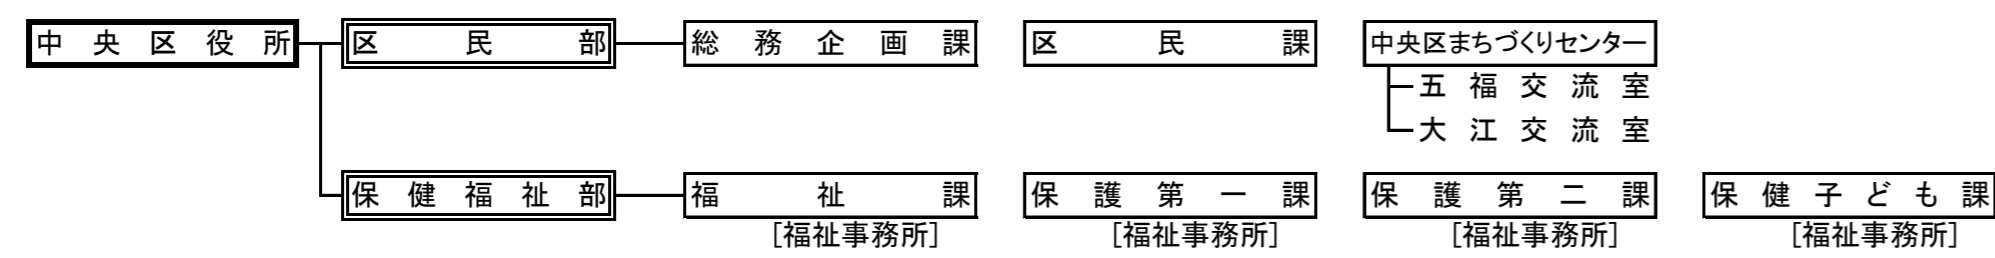 中央区役所 区民部 総務企画課 区民課 中央区まちづくりセンター
五福交流室
大江交流室
保健福祉部 福祉課 保護第一課 保護第二課 保健子ども課
[福祉事務所] [福祉事務所] [福祉事務所] [福祉事務所]